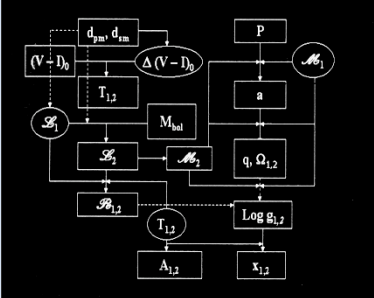 d_pm, d_sm
P
(V − I)_0
Δ (V − I)_0
ℳ_1
T_1,2
a
ℒ_1
M_bol
ℒ_2
ℳ_2
q, Ω_1,2
ℛ_1,2
T_1,2
Log g_1,2
A_1,2
x_1,2